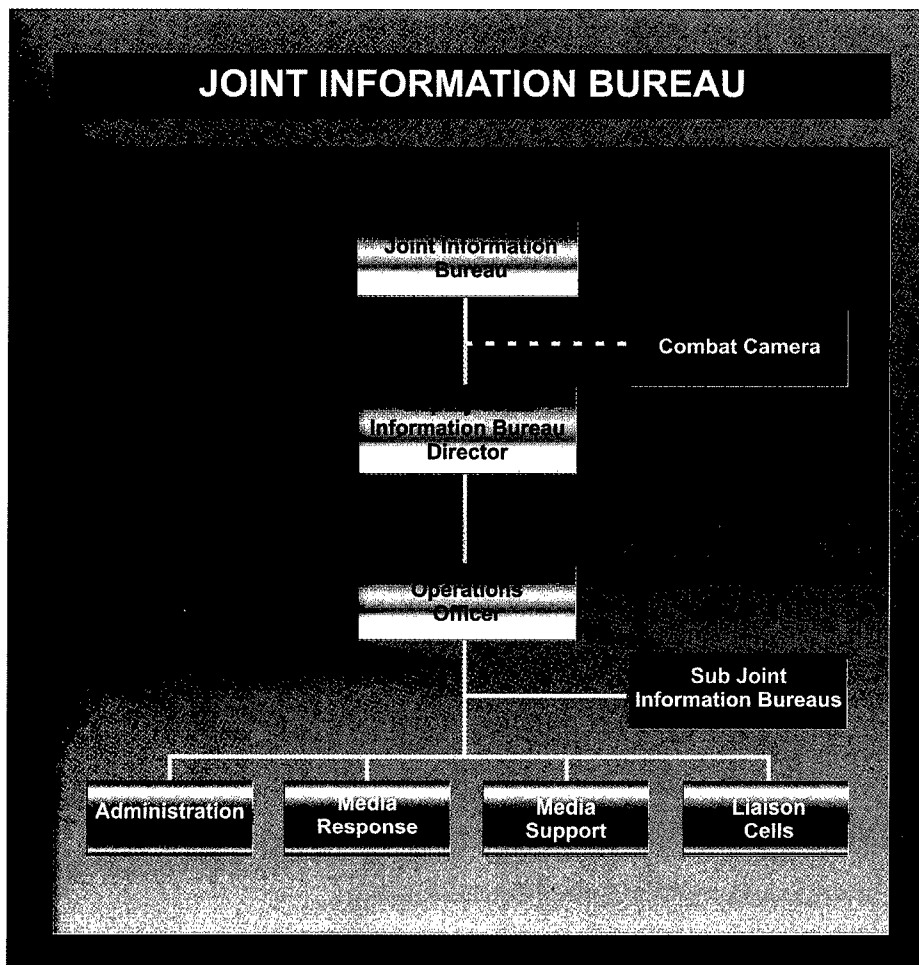 JOINT INFORMATION BUREAU
Joint Information
Bureau
Combat Camera
Information Bureau
Director
Operations
Officer
Sub Joint
Information Bureaus
Administration
Media
Response
Media
Support
Liaison
Cells